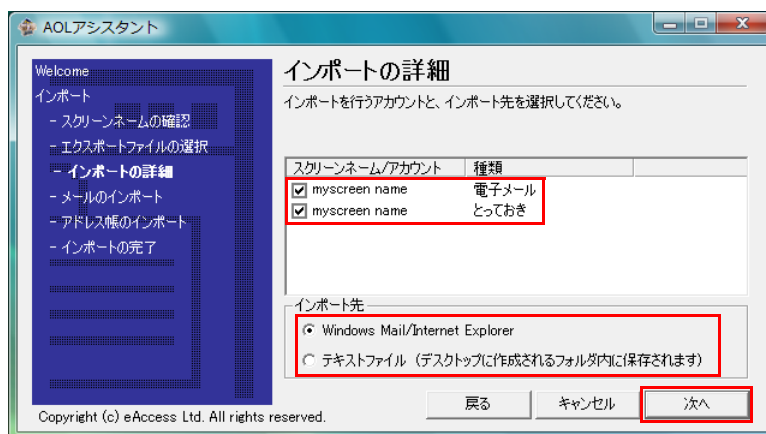 AOLアシスタント
Welcome
インポート
- スクリーンネームの確認
- エクスポートファイルの選択
- インポートの詳細
- メールのインポート
- アドレス帳のインポート
- インポートの完了
インポートの詳細
インポートを行うアカウントと、インポート先を選択してください。
スクリーンネーム/アカウント 種類
myscreen name 電子メール
myscreen name とっておき
インポート先
Windows Mail/Internet Explorer
テキストファイル (デスクトップに作成されるフォルダ内に保存されます)
戻る キャンセル 次へ
Copyright (c) eAccess Ltd. All rights reserved.